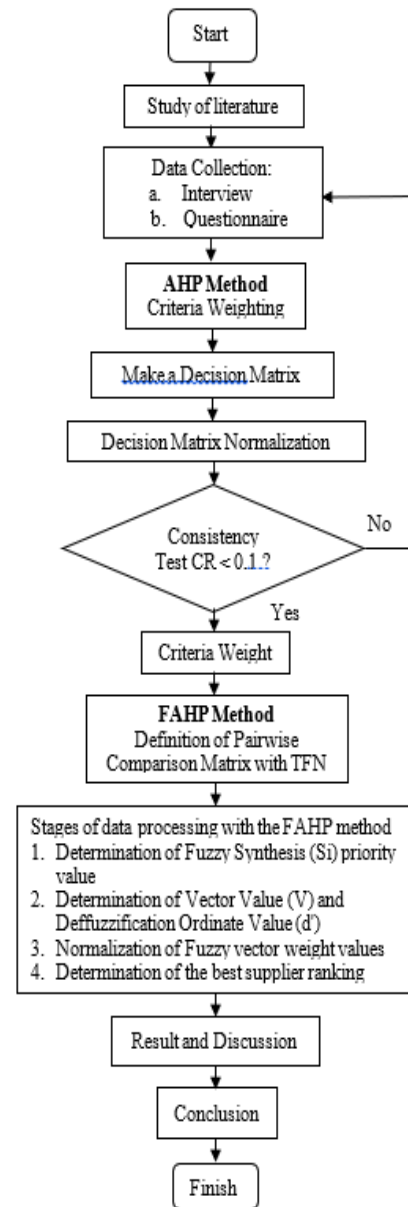 Start
Study of literature
Data Collection:
a. Interview
b. Questionnaire
AHP Method
Criteria Weighting
Make a Decision Matrix
Decision Matrix Normalization
Consistency
Test CR < 0.1.?
No
Yes
Criteria Weight
FAHP Method
Definition of Pairwise
Comparison Matrix with TFN
Stages of data processing with the FAHP method
1. Determination of Fuzzy Synthesis (Si) priority
value
2. Determination of Vector Value (V) and
Deffuzzification Ordinate Value (d')
3. Normalization of Fuzzy vector weight values
4. Determination of the best supplier ranking
Result and Discussion
Conclusion
Finish